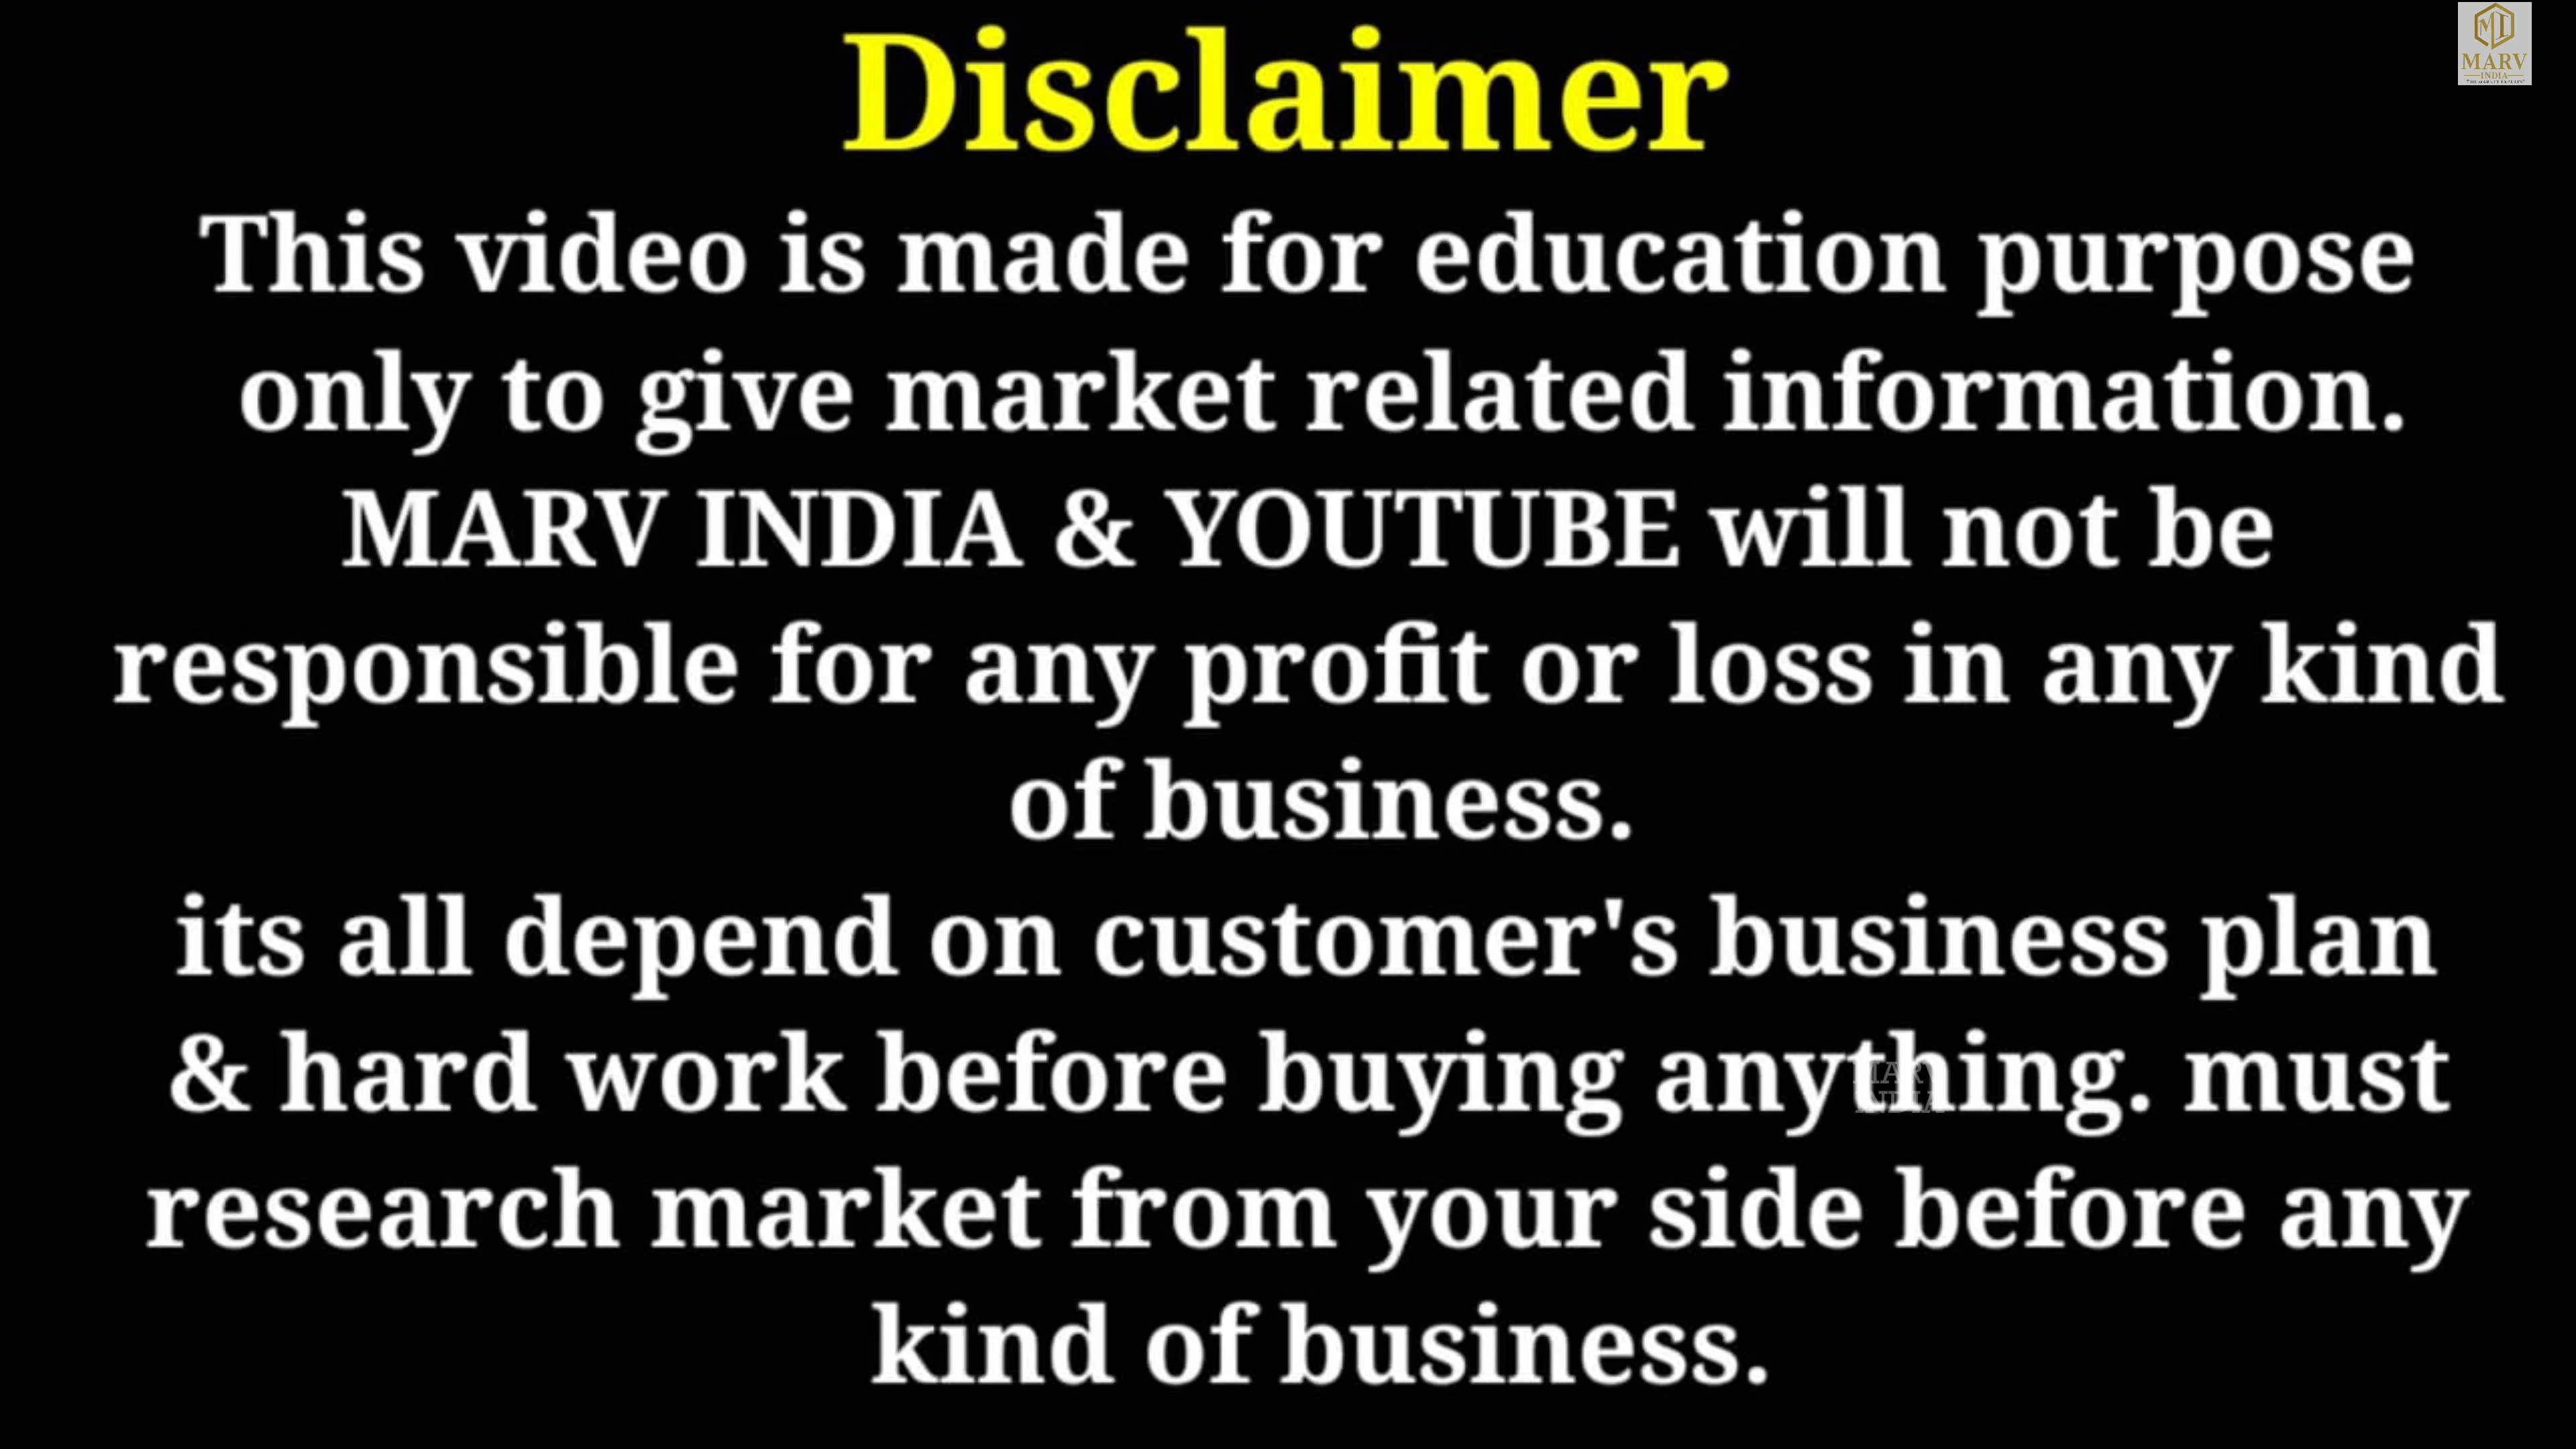 Disclaimer
MARV
INDIA
This video is made for education purpose
only to give market related information.
MARV INDIA & YOUTUBE will not be
responsible for any profit or loss in any kind
of business.
its all depend on customer's business plan
& hard work before buying anything. must
MARV
INDIA
research market from your side before any
kind of business.